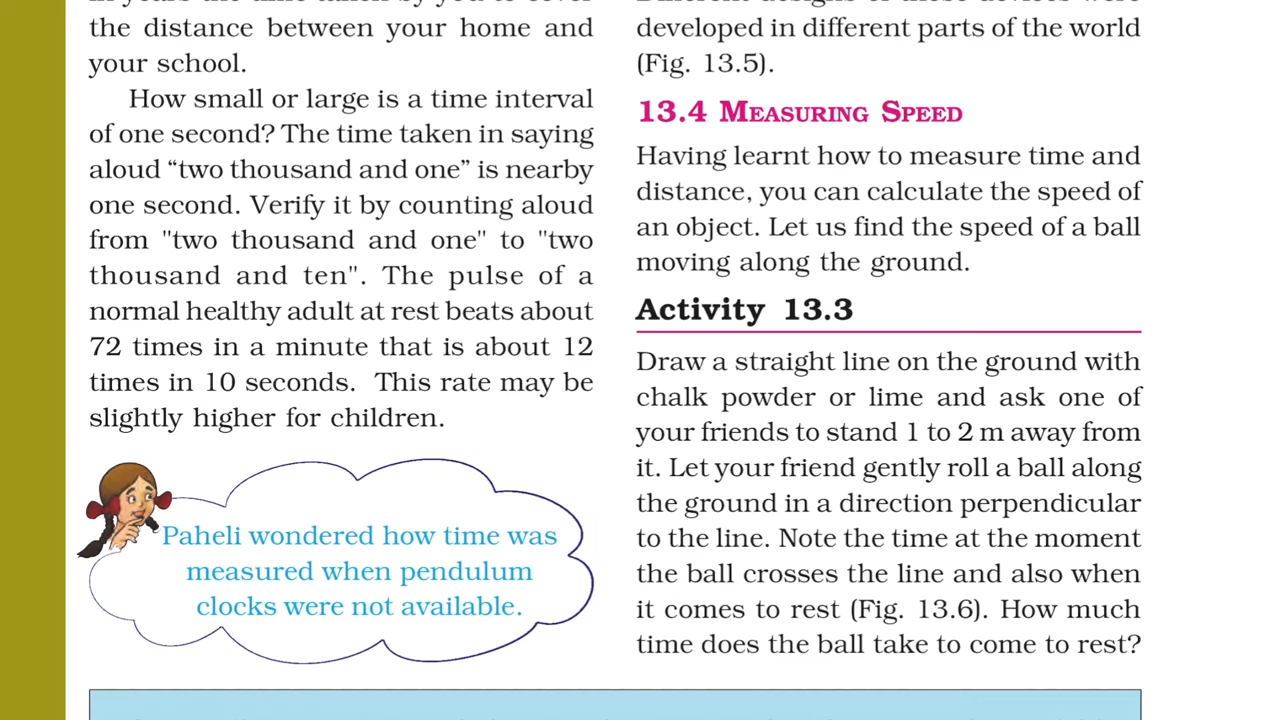 the distance between your home and
your school.
How small or large is a time interval
of one second? The time taken in saying
aloud “two thousand and one” is nearby
one second. Verify it by counting aloud
from "two thousand and one" to "two
thousand and ten". The pulse of a
normal healthy adult at rest beats about
72 times in a minute that is about 12
times in 10 seconds. This rate may be
slightly higher for children.
Paheli wondered how time was
measured when pendulum
clocks were not available.
developed in different parts of the world
(Fig. 13.5).
13.4 MEASURING SPEED
Having learnt how to measure time and
distance, you can calculate the speed of
an object. Let us find the speed of a ball
moving along the ground.
Activity 13.3
Draw a straight line on the ground with
chalk powder or lime and ask one of
your friends to stand 1 to 2 m away from
it. Let your friend gently roll a ball along
the ground in a direction perpendicular
to the line. Note the time at the moment
the ball crosses the line and also when
it comes to rest (Fig. 13.6). How much
time does the ball take to come to rest?